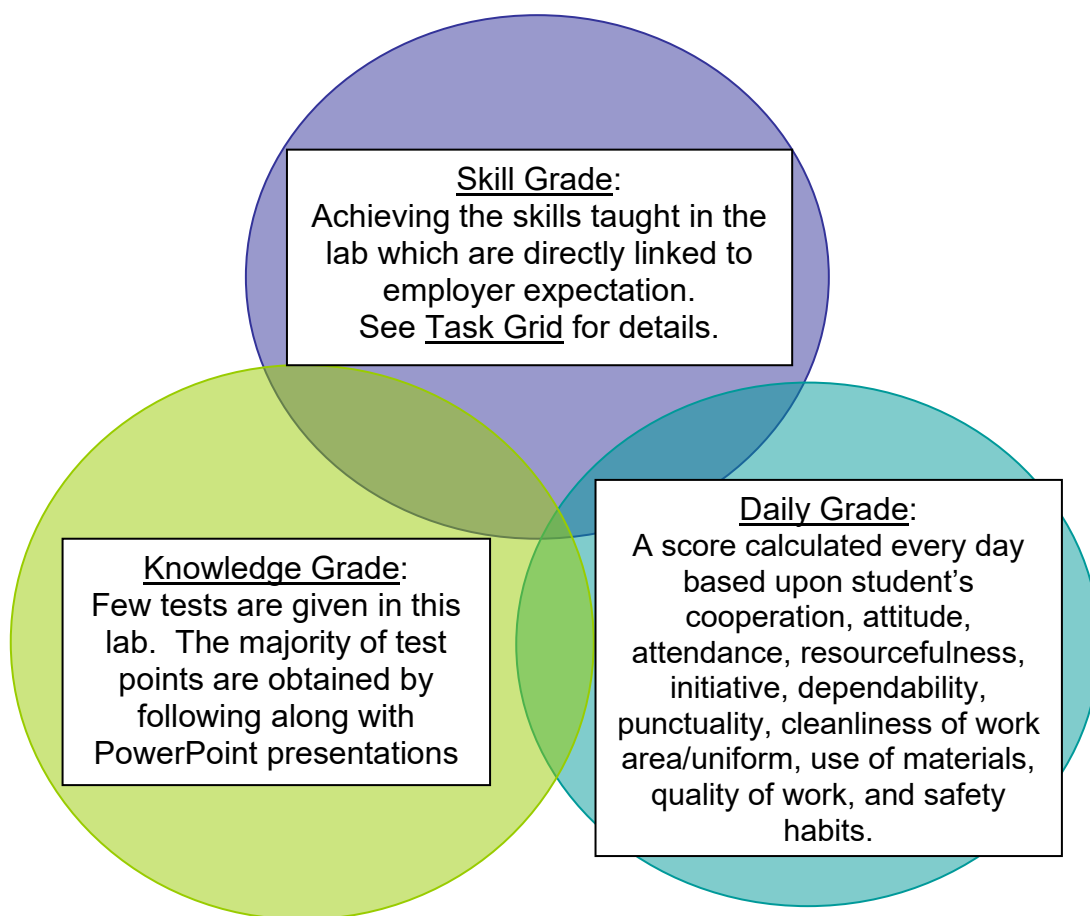 Skill Grade:
Achieving the skills taught in the
lab which are directly linked to
employer expectation.
See Task Grid for details.
Knowledge Grade:
Few tests are given in this
lab.  The majority of test
points are obtained by
following along with
PowerPoint presentations
Daily Grade:
A score calculated every day
based upon student’s
cooperation, attitude,
attendance, resourcefulness,
initiative, dependability,
punctuality, cleanliness of work
area/uniform, use of materials,
quality of work, and safety
habits.